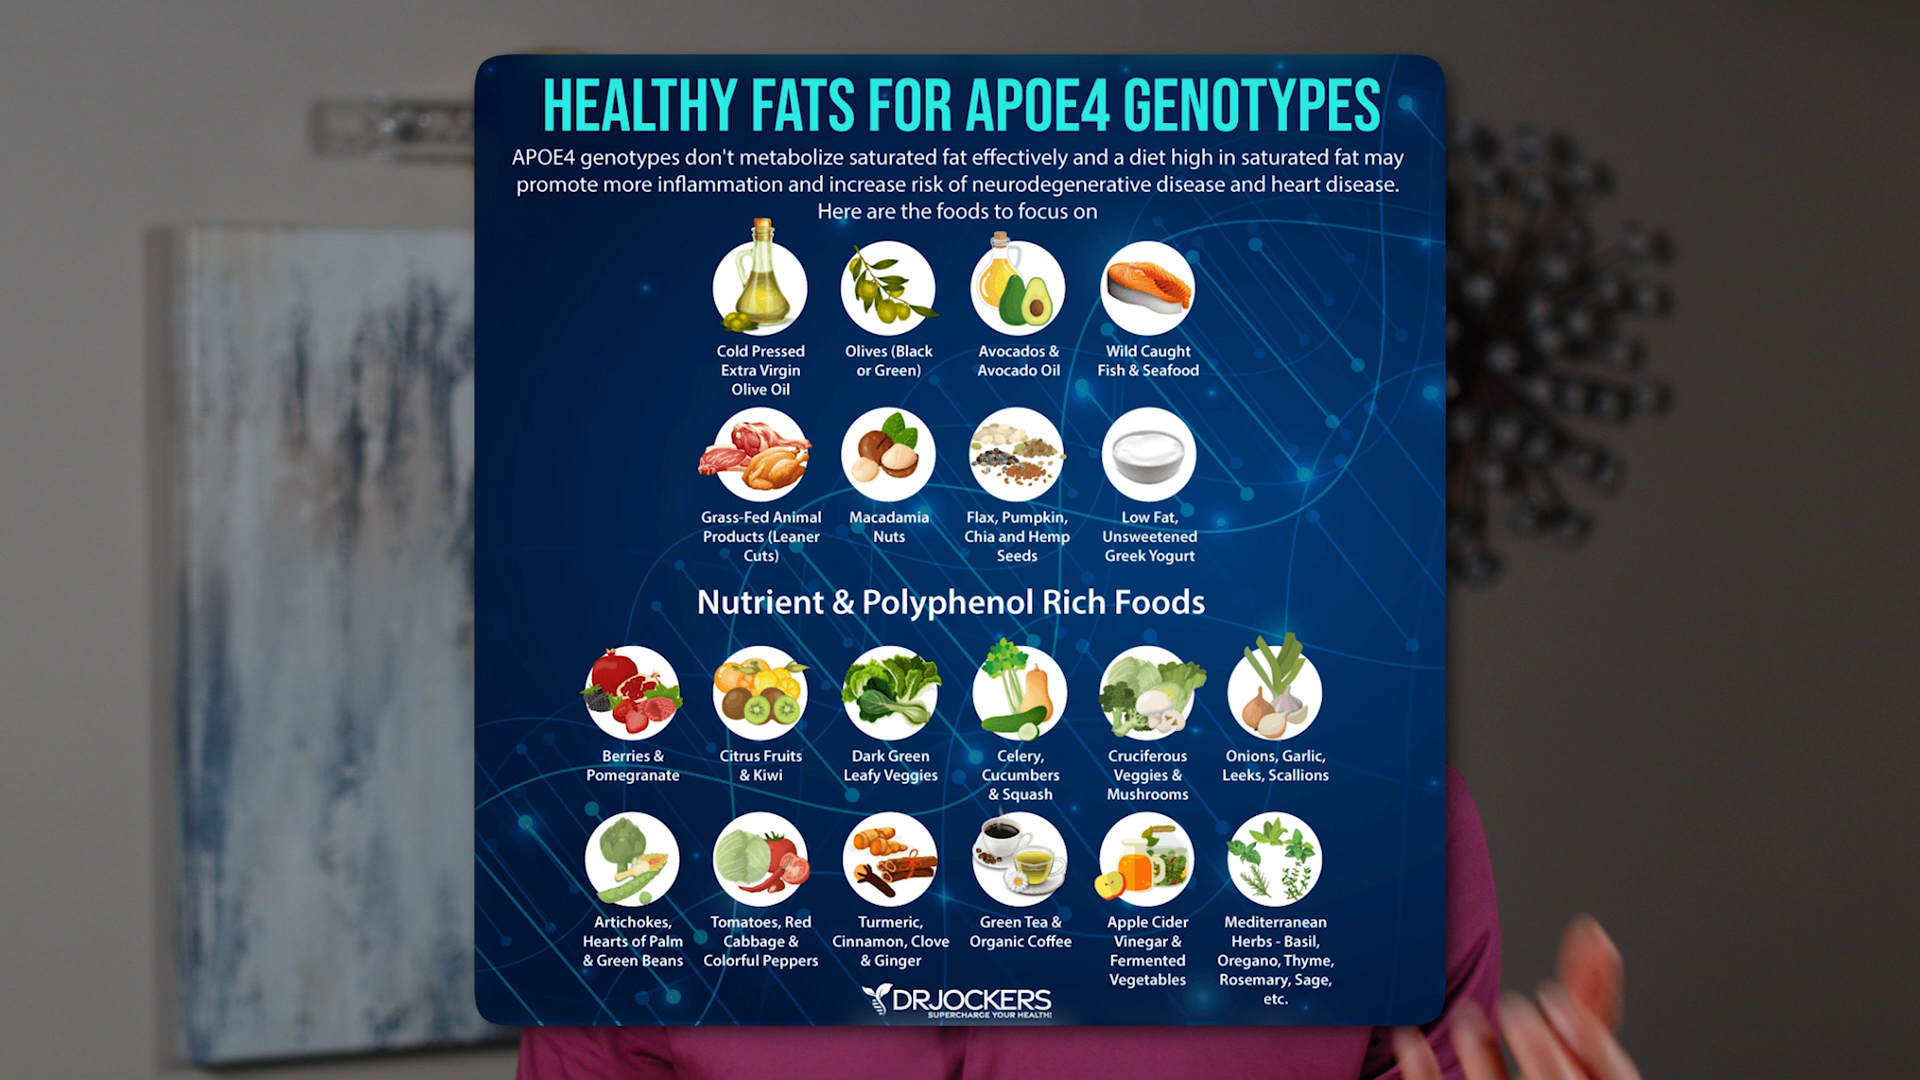 HEALTHY FATS FOR APOE4 GENOTYPES
APOE4 genotypes don't metabolize saturated fat effectively and a diet high in saturated fat may
promote more inflammation and increase risk of neurodegenerative disease and heart disease.
Here are the foods to focus on
Cold Pressed
Extra Virgin
Olive Oil
Olives (Black
or Green)
Avocados &
Avocado Oil
Wild Caught
Fish & Seafood
Grass-Fed Animal
Products (Leaner
Cuts)
Macadamia
Nuts
Flax, Pumpkin,
Chia and Hemp
Seeds
Low Fat,
Unsweetened
Greek Yogurt
Nutrient & Polyphenol Rich Foods
Berries &
Pomegranate
Citrus Fruits
& Kiwi
Dark Green
Leafy Veggies
Celery,
Cucumbers
& Squash
Cruciferous
Veggies &
Mushrooms
Onions, Garlic,
Leeks, Scallions
Artichokes,
Hearts of Palm
& Green Beans
Tomatoes, Red
Cabbage &
Colorful Peppers
Turmeric,
Cinnamon, Clove
& Ginger
Green Tea &
Organic Coffee
Apple Cider
Vinegar &
Fermented
Vegetables
Mediterranean
Herbs - Basil,
Oregano, Thyme,
Rosemary, Sage,
etc.
DRJOCKERS
SUPERCHARGE YOUR HEALTH!